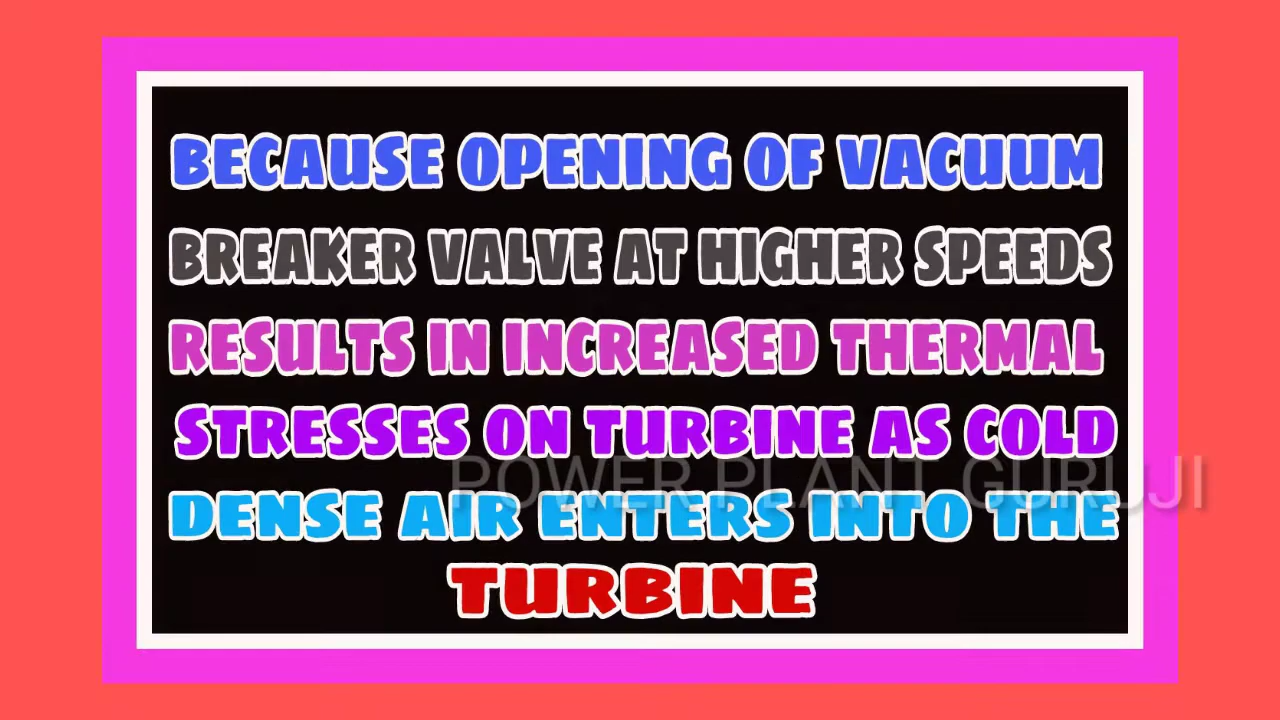 BECAUSE OPENING OF VACUUM
BREAKER VALVE AT HIGHER SPEEDS
RESULTS IN INCREASED THERMAL
STRESSES ON TURBINE AS COLD
POWER PLANT GURUJI
DENSE AIR ENTERS INTO THE
TURBINE